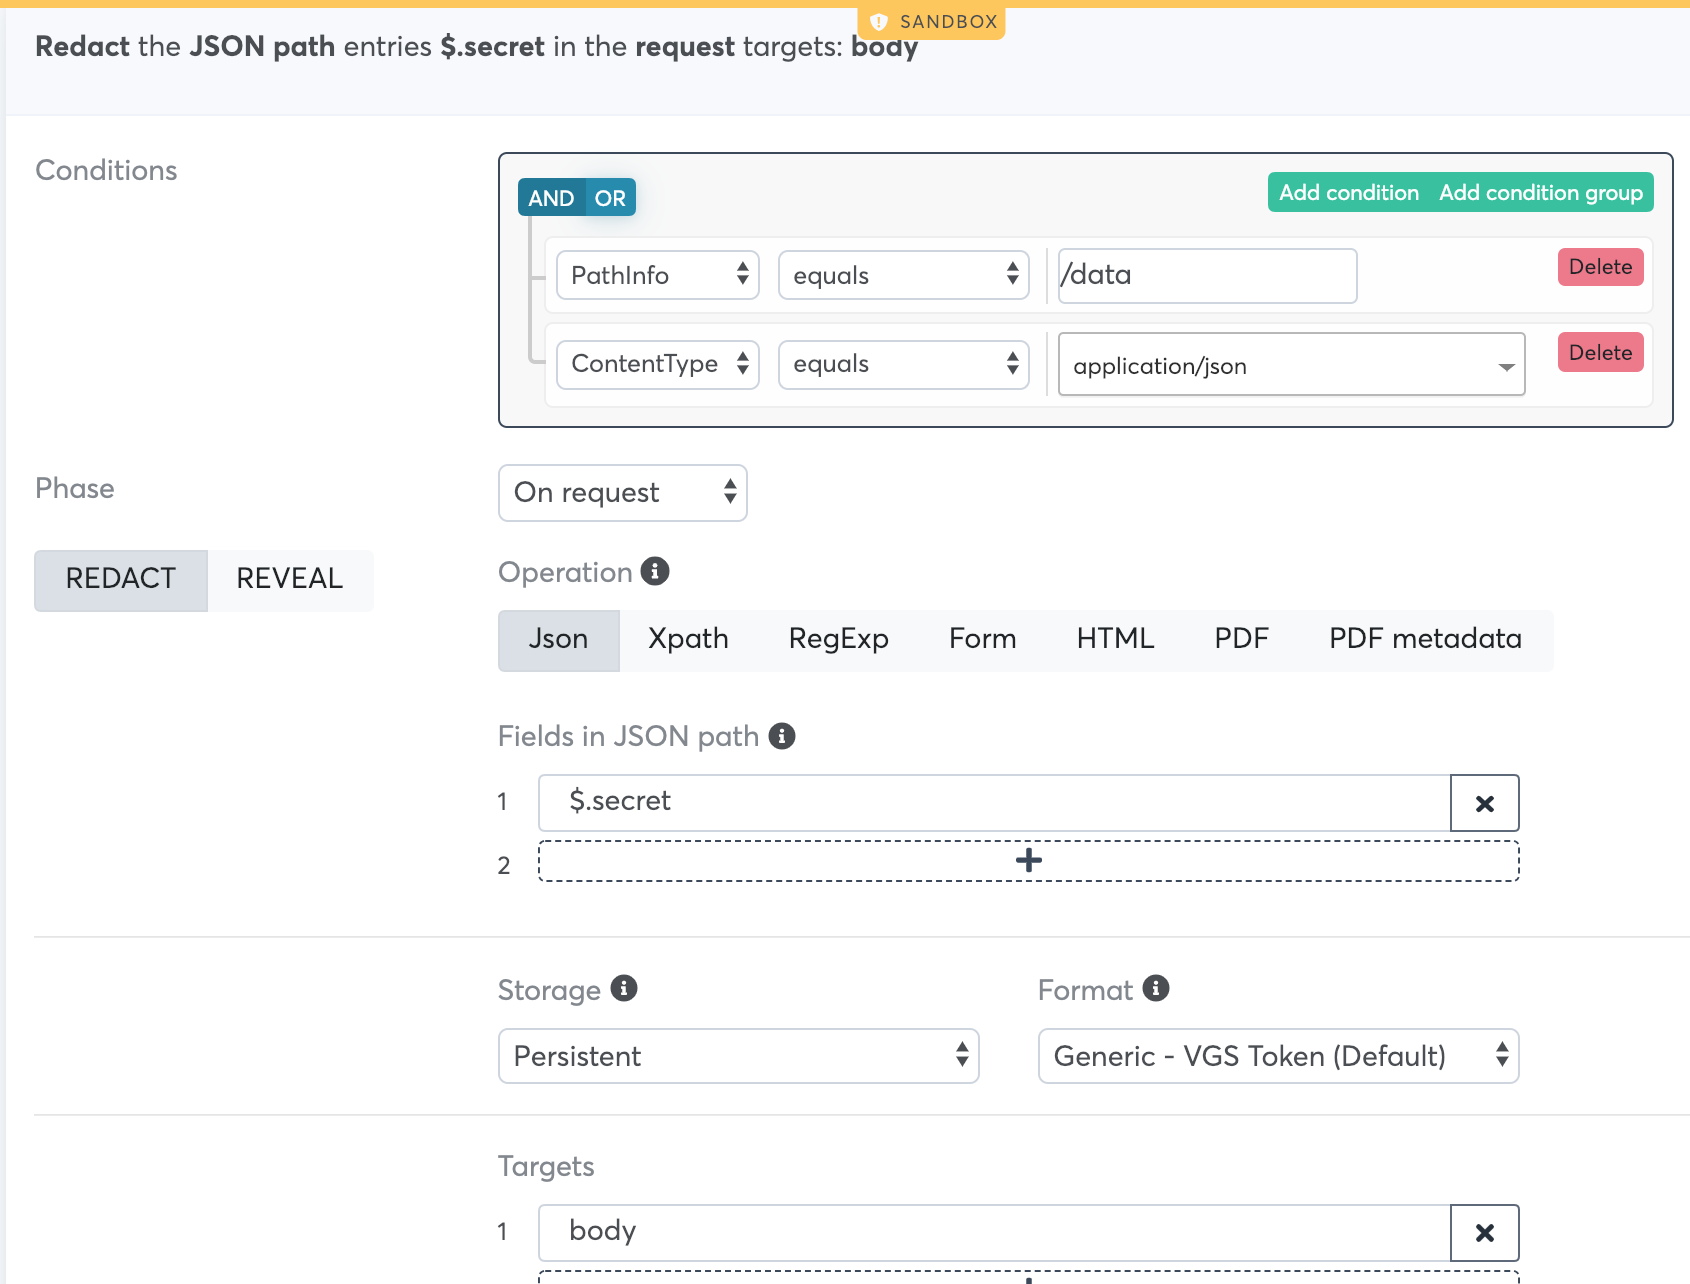 SANDBOX
Redact the JSON path entries $.secret in the request targets: body
Conditions
AND OR
Add condition Add condition group
PathInfo equals /data Delete
ContentType equals application/json Delete
Phase
On request
REDACT REVEAL
Operation
Json Xpath RegExp Form HTML PDF PDF metadata
Fields in JSON path
1 $.secret
2
Storage Format
Persistent Generic - VGS Token (Default)
Targets
1 body